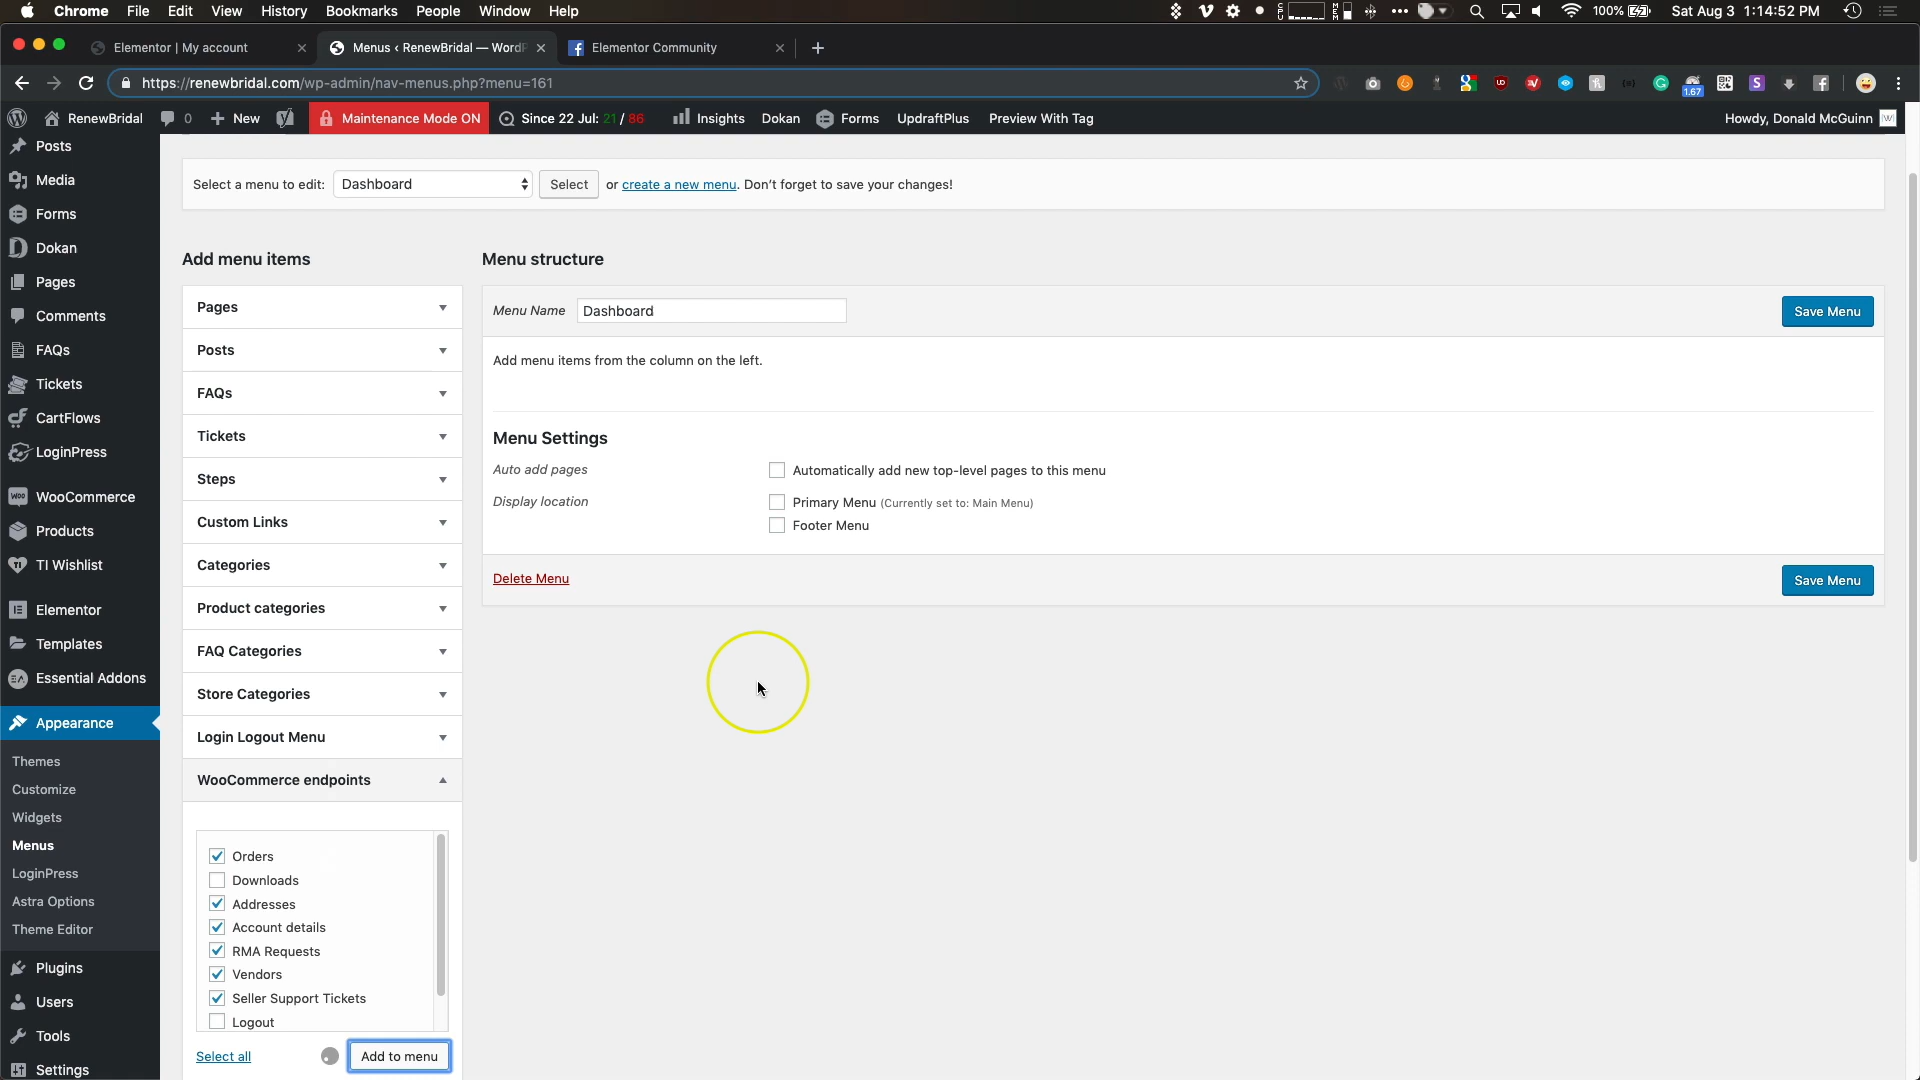 Chrome File Edit View History Bookmarks People Window Help 100% Sat Aug 3 1:14:52 PM
Elementor | My account Menus ‹ RenewBridal — WordP Elementor Community
https://renewbridal.com/wp-admin/nav-menus.php?menu=161 1.67
RenewBridal 0 New Maintenance Mode ON Since 22 Jul: 21 / 86 Insights Dokan Forms UpdraftPlus Preview With Tag Howdy, Donald McGuinn
Posts
Media
Forms
Dokan
Pages
Comments
FAQs
Tickets
CartFlows
LoginPress
WooCommerce
Products
TI Wishlist
Elementor
Templates
Essential Addons
Appearance
Themes
Customize
Widgets
Menus
LoginPress
Astra Options
Theme Editor
Plugins
Users
Tools
Settings
Select a menu to edit: Dashboard Select or create a new menu. Don't forget to save your changes!
Add menu items
Pages
Posts
FAQs
Tickets
Steps
Custom Links
Categories
Product categories
FAQ Categories
Store Categories
Login Logout Menu
WooCommerce endpoints
Orders
Downloads
Addresses
Account details
RMA Requests
Vendors
Seller Support Tickets
Logout
Select all Add to menu
Menu structure
Menu Name Dashboard Save Menu
Add menu items from the column on the left.
Menu Settings
Auto add pages Automatically add new top-level pages to this menu
Display location Primary Menu (Currently set to: Main Menu)
Footer Menu
Delete Menu Save Menu